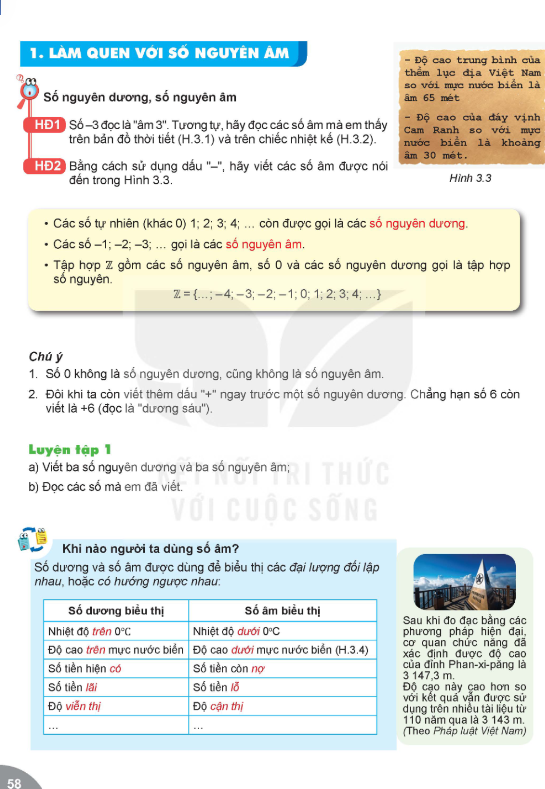 1. LÀM QUEN VỚI SỐ NGUYÊN ÂM
– Độ cao trung bình của
thềm lục địa Việt Nam
so với mực nước biển là
âm 65 mét
– Độ cao của đáy vịnh
Cam Ranh so với mực
nước biển là khoảng
âm 30 mét.
Hình 3.3
Số nguyên dương, số nguyên âm
HĐ1 Số –3 đọc là "âm 3". Tương tự, hãy đọc các số âm mà em thấy
trên bản đồ thời tiết (H.3.1) và trên chiếc nhiệt kế (H.3.2).
HĐ2 Bằng cách sử dụng dấu "–", hãy viết các số âm được nói
đến trong Hình 3.3.
• Các số tự nhiên (khác 0) 1; 2; 3; 4; ... còn được gọi là các số nguyên dương.
• Các số –1; –2; –3; ... gọi là các số nguyên âm.
• Tập hợp ℤ gồm các số nguyên âm, số 0 và các số nguyên dương gọi là tập hợp
số nguyên.
ℤ = {...; –4; –3; –2; –1; 0; 1; 2; 3; 4; ...}
Chú ý
1. Số 0 không là số nguyên dương, cũng không là số nguyên âm.
2. Đôi khi ta còn viết thêm dấu "+" ngay trước một số nguyên dương. Chẳng hạn số 6 còn
viết là +6 (đọc là "dương sáu").
Luyện tập 1
a) Viết ba số nguyên dương và ba số nguyên âm;
b) Đọc các số mà em đã viết.
KẾT NỐI TRI THỨC
VỚI CUỘC SỐNG
Khi nào người ta dùng số âm?
Số dương và số âm được dùng để biểu thị các đại lượng đối lập
nhau, hoặc có hướng ngược nhau:
Số dương biểu thị Số âm biểu thị
Nhiệt độ trên 0°C Nhiệt độ dưới 0°C
Độ cao trên mực nước biển Độ cao dưới mực nước biển (H.3.4)
Số tiền hiện có Số tiền còn nợ
Số tiền lãi Số tiền lỗ
Độ viễn thị Độ cận thị
... ...
Sau khi đo đạc bằng các
phương pháp hiện đại,
cơ quan chức năng đã
xác định được độ cao
của đỉnh Phan-xi-păng là
3 147,3 m.
Độ cao này cao hơn so
với kết quả vẫn được sử
dụng trên nhiều tài liệu từ
110 năm qua là 3 143 m.
(Theo Pháp luật Việt Nam)
58